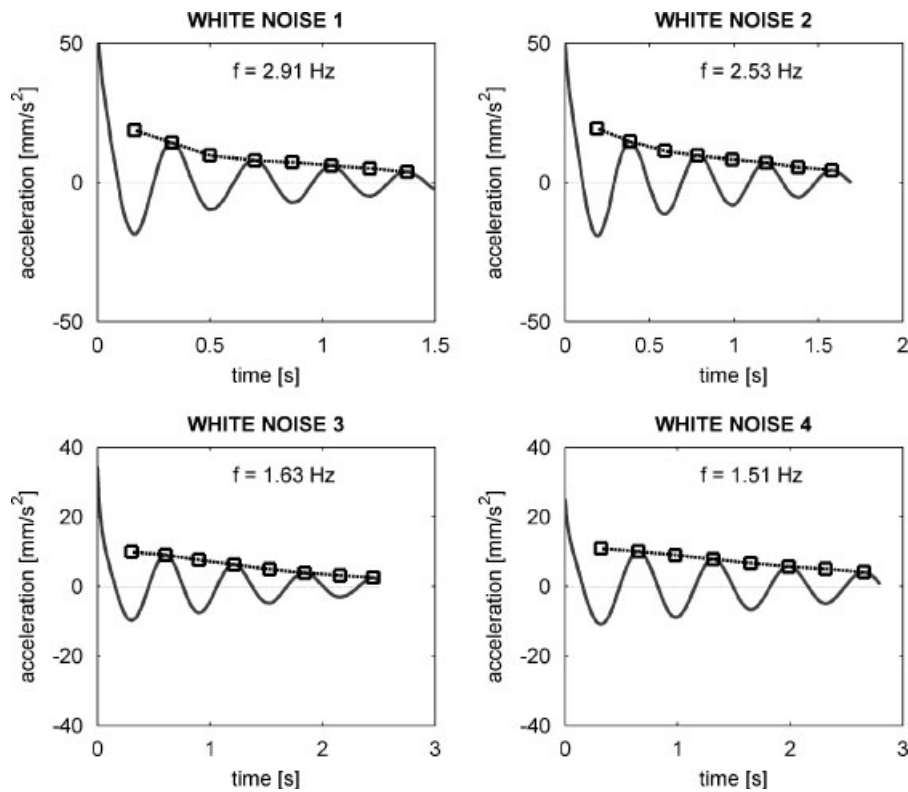 WHITE NOISE 1
f = 2.91 Hz
acceleration [mm/s²]
50
0
-50
0
0.5
1
1.5
time [s]
WHITE NOISE 2
f = 2.53 Hz
acceleration [mm/s²]
50
0
-50
0
0.5
1
1.5
2
time [s]
WHITE NOISE 3
f = 1.63 Hz
acceleration [mm/s²]
40
20
0
-20
-40
0
1
2
3
time [s]
WHITE NOISE 4
f = 1.51 Hz
acceleration [mm/s²]
40
20
0
-20
-40
0
1
2
3
time [s]